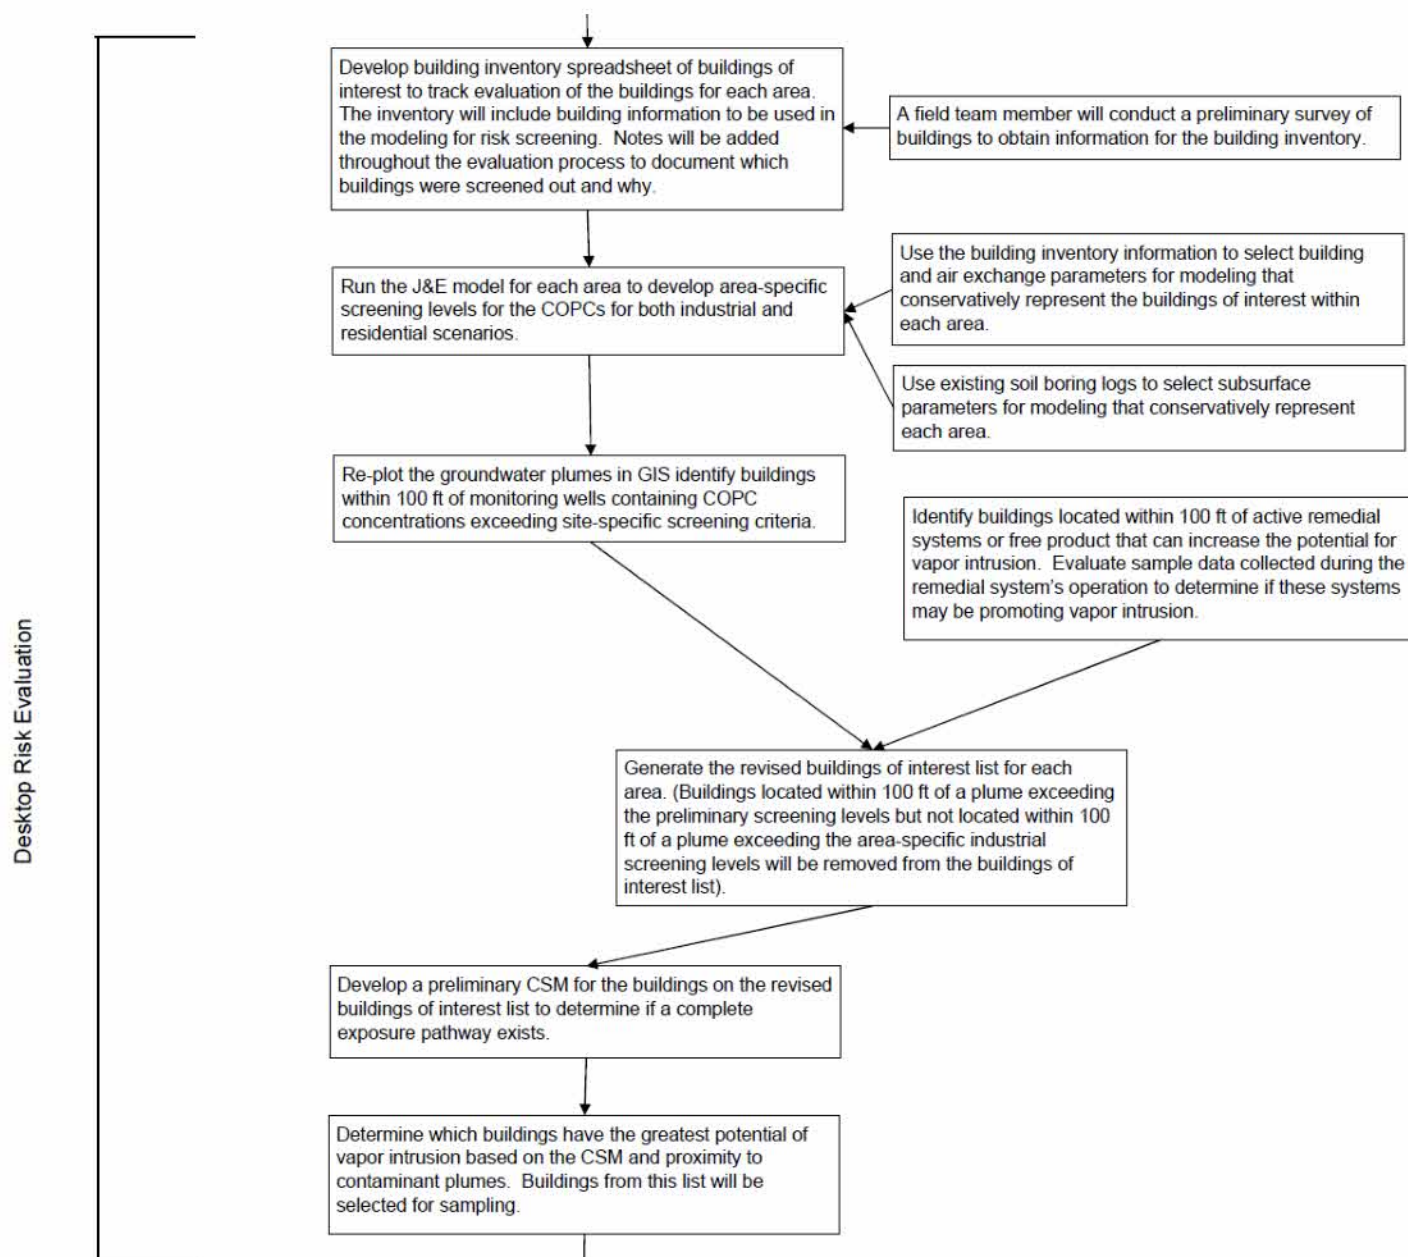 Develop building inventory spreadsheet of buildings of
interest to track evaluation of the buildings for each area.
The inventory will include building information to be used in
the modeling for risk screening.  Notes will be added
throughout the evaluation process to document which
buildings were screened out and why.
A field team member will conduct a preliminary survey of
buildings to obtain information for the building inventory.
Run the J&E model for each area to develop area-specific
screening levels for the COPCs for both industrial and
residential scenarios.
Use the building inventory information to select building
and air exchange parameters for modeling that
conservatively represent the buildings of interest within
each area.
Use existing soil boring logs to select subsurface
parameters for modeling that conservatively represent
each area.
Re-plot the groundwater plumes in GIS identify buildings
within 100 ft of monitoring wells containing COPC
concentrations exceeding site-specific screening criteria.
Identify buildings located within 100 ft of active remedial
systems or free product that can increase the potential for
vapor intrusion.  Evaluate sample data collected during the
remedial system's operation to determine if these systems
may be promoting vapor intrusion.
Desktop Risk Evaluation
Generate the revised buildings of interest list for each
area. (Buildings located within 100 ft of a plume exceeding
the preliminary screening levels but not located within 100
ft of a plume exceeding the area-specific industrial
screening levels will be removed from the buildings of
interest list).
Develop a preliminary CSM for the buildings on the revised
buildings of interest list to determine if a complete
exposure pathway exists.
Determine which buildings have the greatest potential of
vapor intrusion based on the CSM and proximity to
contaminant plumes.  Buildings from this list will be
selected for sampling.